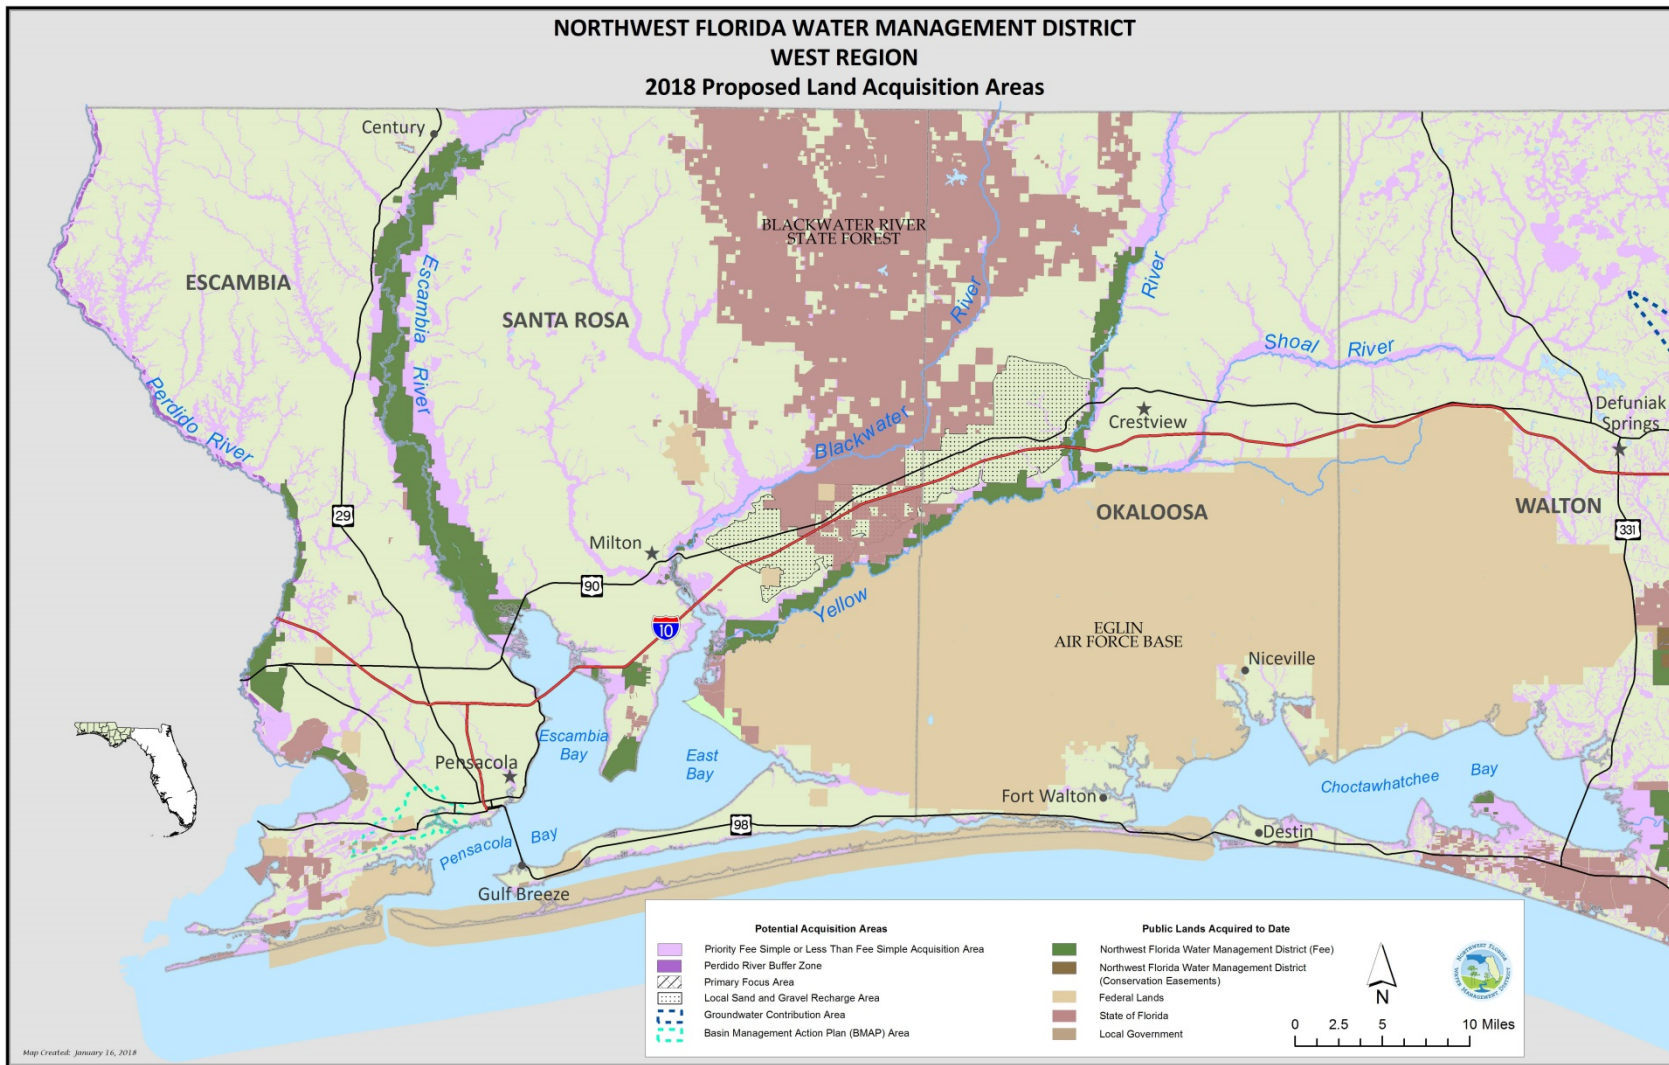 NORTHWEST FLORIDA WATER MANAGEMENT DISTRICT
WEST REGION
2018 Proposed Land Acquisition Areas
Century
BLACKWATER RIVER
STATE FOREST
ESCAMBIA
Escambia River
SANTA ROSA
River
River
Shoal River
Perdido River
Blackwater
Crestview
Defuniak
Springs
29
OKALOOSA
WALTON
331
Milton
90
Yellow
10
EGLIN
AIR FORCE BASE
Niceville
Escambia
Bay
East
Bay
Pensacola
Choctawhatchee Bay
Fort Walton
98
Destin
Pensacola Bay
Gulf Breeze
Potential Acquisition Areas
Priority Fee Simple or Less Than Fee Simple Acquisition Area
Perdido River Buffer Zone
Primary Focus Area
Local Sand and Gravel Recharge Area
Groundwater Contribution Area
Basin Management Action Plan (BMAP) Area
Public Lands Acquired to Date
Northwest Florida Water Management District (Fee)
Northwest Florida Water Management District
(Conservation Easements)
Federal Lands
State of Florida
Local Government
N
NORTHWEST FLORIDA
WATER MANAGEMENT DISTRICT
0 2.5 5 10 Miles
Map Created: January 16, 2018